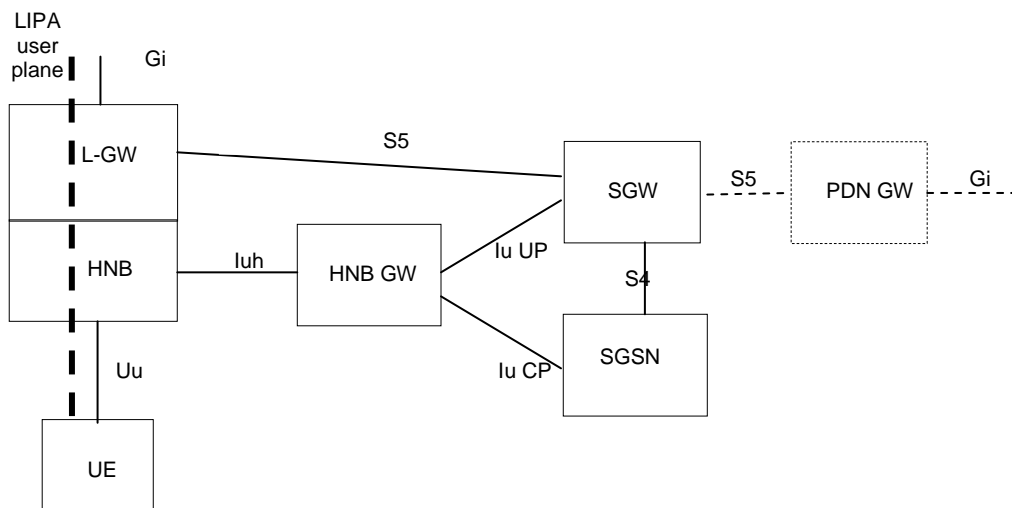 LIPA
user
plane
Gi
L-GW
S5
SGW
S5
PDN GW
Gi
HNB
Iuh
HNB GW
Iu UP
S4
SGSN
Iu CP
Uu
UE